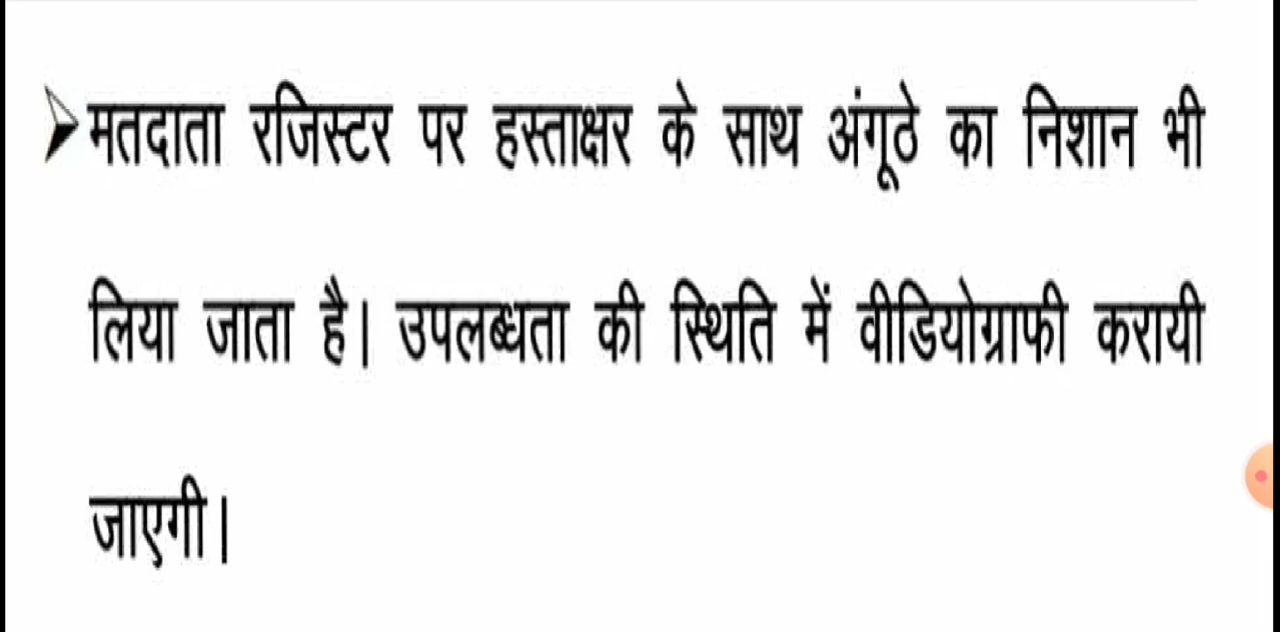 ➢ मतदाता रजिस्टर पर हस्ताक्षर के साथ अंगूठे का निशान भी
लिया जाता है। उपलब्धता की स्थिति में वीडियोग्राफी करायी
जाएगी।